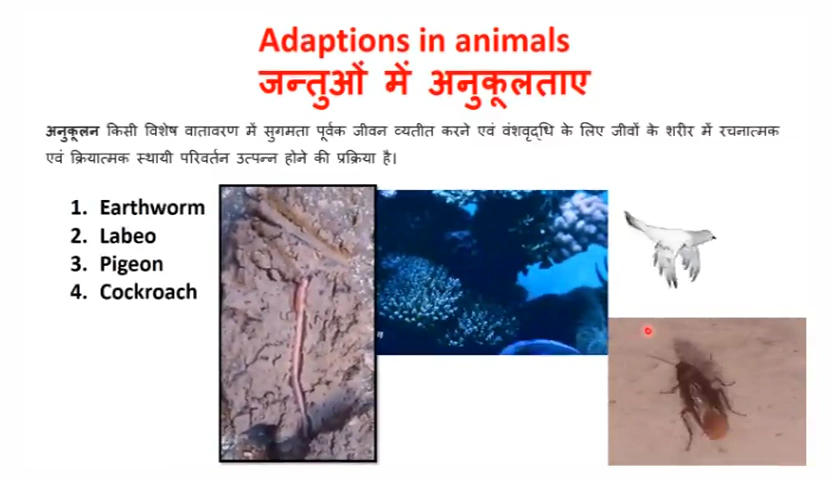 Adaptions in animals
जन्तुओं में अनुकूलताए
अनुकूलन किसी विशेष वातावरण में सुगमता पूर्वक जीवन व्यतीत करने एवं वंशवृद्धि के लिए जीवों के शरीर में रचनात्मक
एवं क्रियात्मक स्थायी परिवर्तन उत्पन्न होने की प्रक्रिया है।
1. Earthworm
2. Labeo
3. Pigeon
4. Cockroach